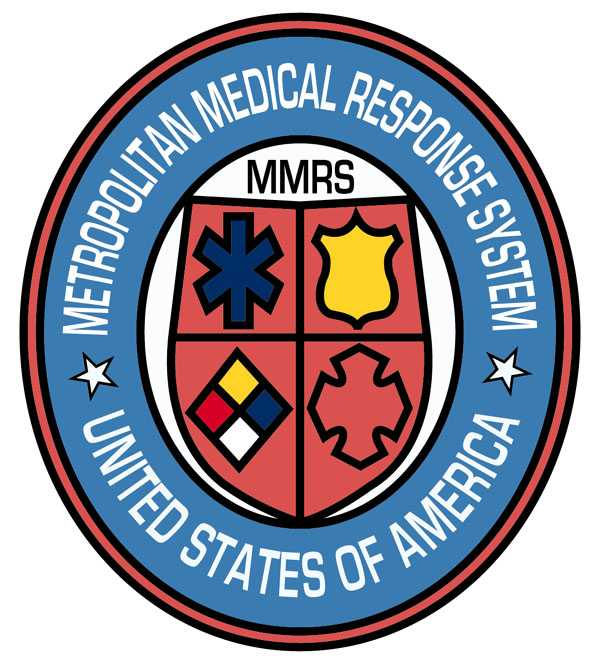 METROPOLITAN MEDICAL RESPONSE SYSTEM
MMRS
UNITED STATES OF AMERICA